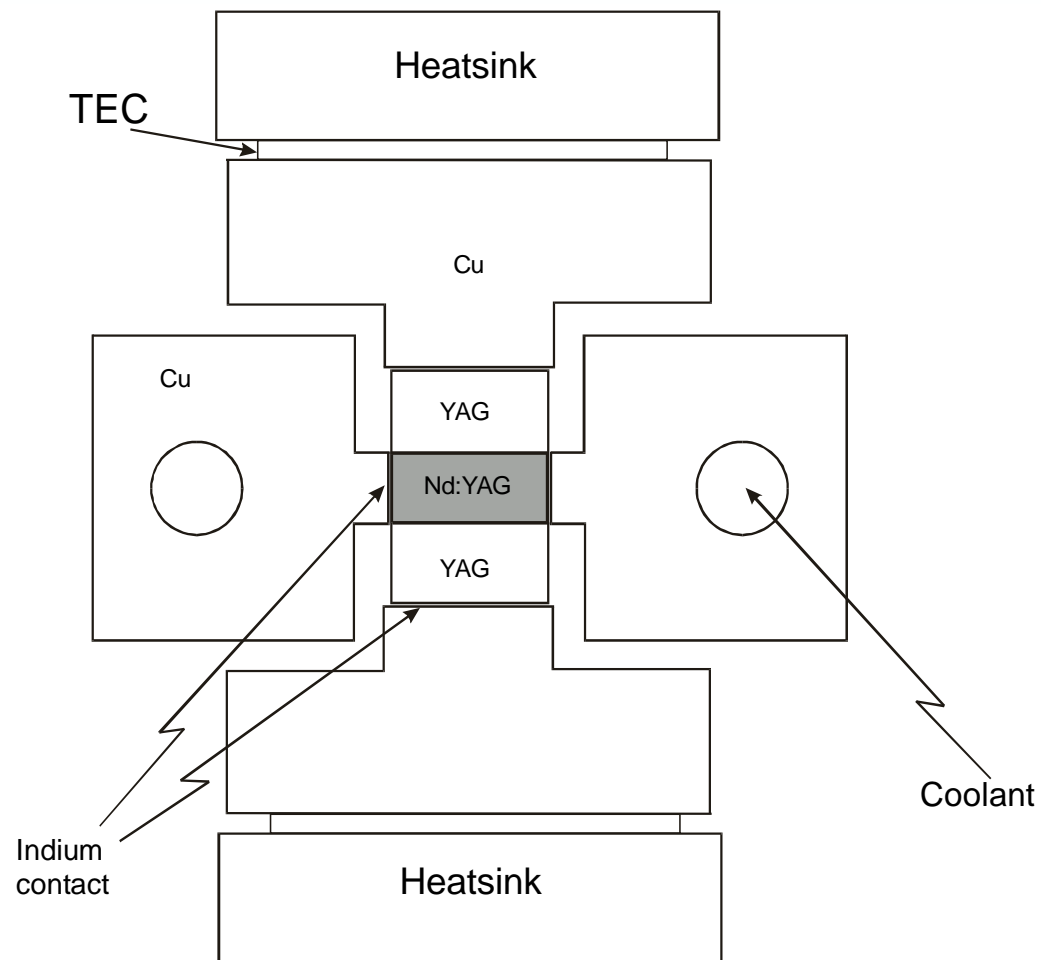 Heatsink
TEC
Cu
Cu
YAG
Nd:YAG
YAG
Coolant
Indium
contact
Heatsink